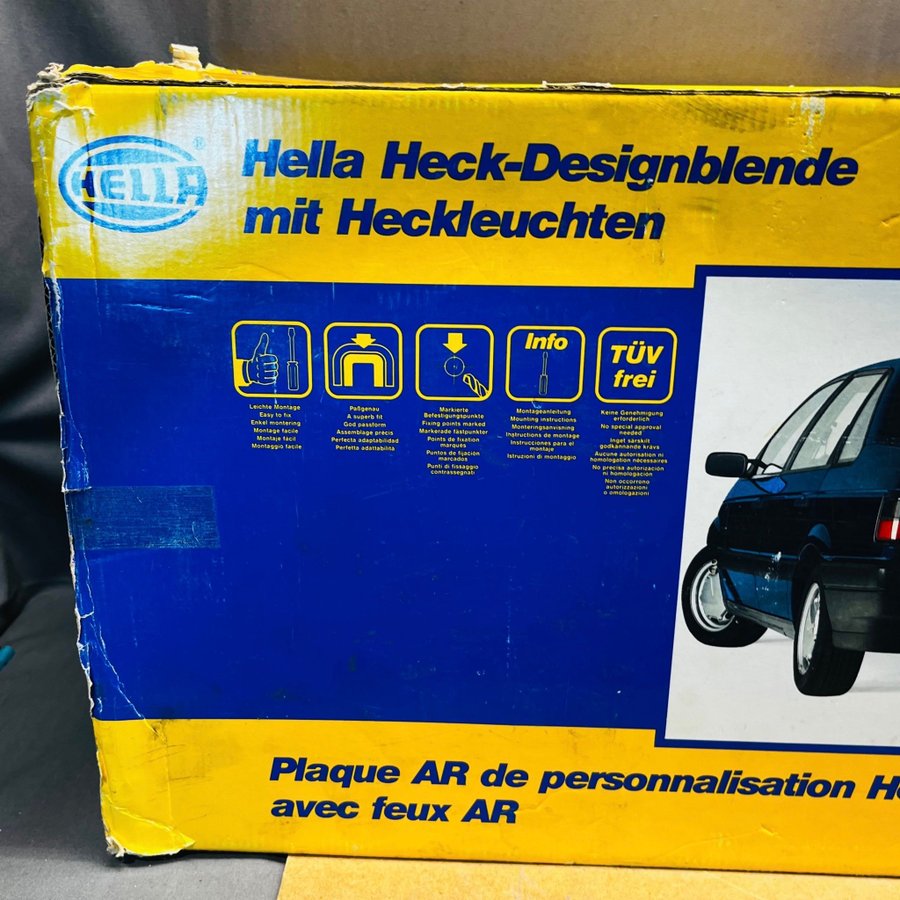 HELLA ®
Hella Heck-Designblende
mit Heckleuchten
Info
TÜV
frei
Leichte Montage
Easy to fix
Enkel montering
Montage facile
Montaje fácil
Montaggio facile
Paßgenau
A superb fit
God passform
Assemblage précis
Perfecta adaptabilidad
Perfetta adattabilità
Markierte
Befestigungspunkte
Fixing points marked
Markerade fästpunkter
Points de fixation
marqués
Puntos de fijación
marcados
Punti di fissaggio
contrassegnati
Montageanleitung
Mounting instructions
Monteringsanvisning
Instructions de montage
Instrucciones para el
montaje
Istruzioni di montaggio
Keine Genehmigung
erforderlich
No special approval
needed
Inget särskilt
godkännande krävs
Aucune autorisation ni
homologation nécessaires
No precisa autorización
ni homologación
Non occorrono
autorizzazioni
o omologazioni
Plaque AR de personnalisation He
avec feux AR